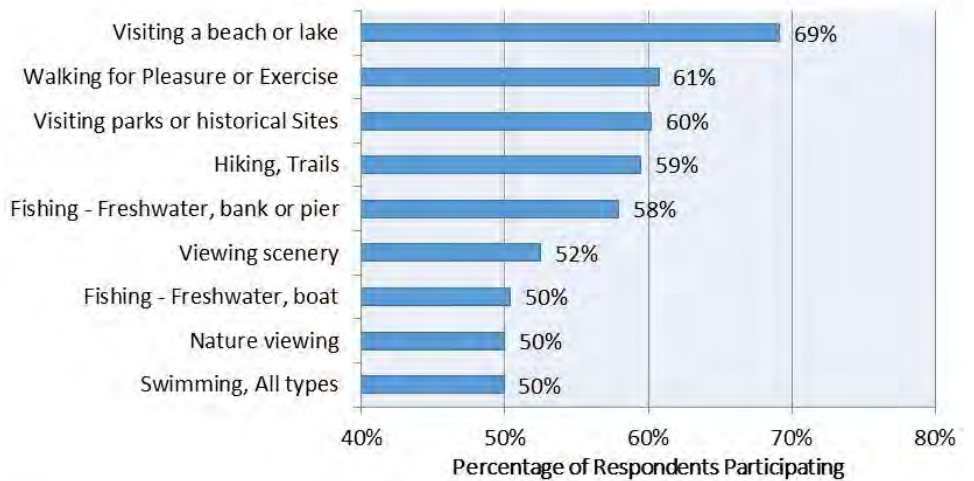 Visiting a beach or lake 69%
Walking for Pleasure or Exercise 61%
Visiting parks or historical Sites 60%
Hiking, Trails 59%
Fishing - Freshwater, bank or pier 58%
Viewing scenery 52%
Fishing - Freshwater, boat 50%
Nature viewing 50%
Swimming, All types 50%
40% 50% 60% 70% 80%
Percentage of Respondents Participating